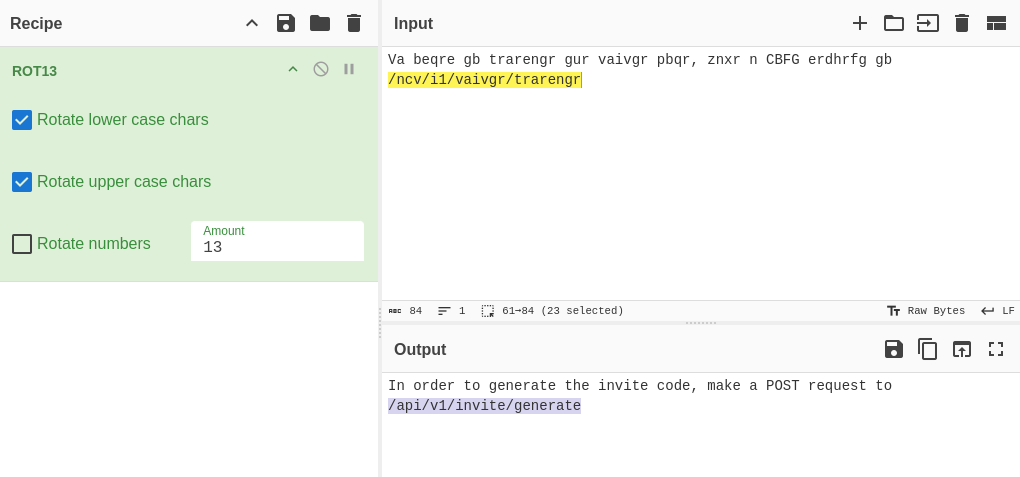 Recipe
ROT13
Rotate lower case chars
Rotate upper case chars
Rotate numbers
Amount
13
Input
Va beqre gb trarengr gur vaivgr pbqr, znxr n CBFG erdhrfg gb
/ncv/i1/vaivgr/trarengr
ABC 84 1 61→84 (23 selected) Raw Bytes LF
Output
In order to generate the invite code, make a POST request to
/api/v1/invite/generate